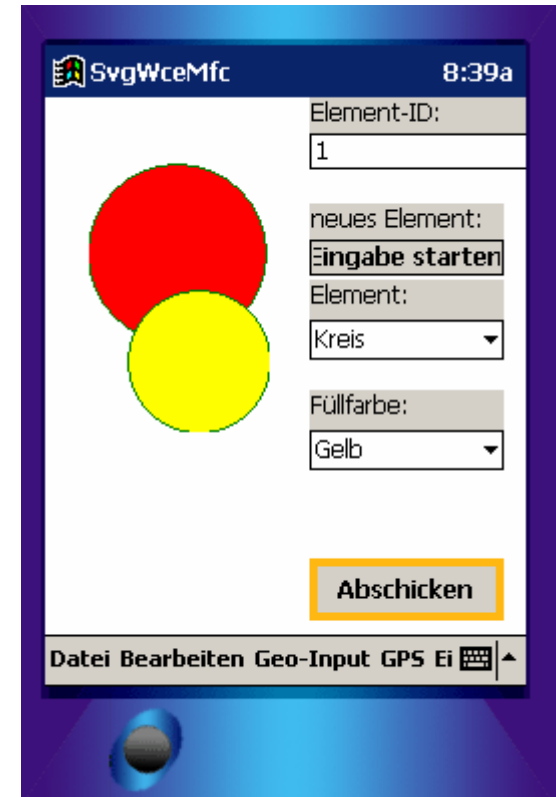 SvgWceMfc 8:39a
Element-ID:
1
neues Element:
Eingabe starten
Element:
Kreis
Füllfarbe:
Gelb
Abschicken
Datei Bearbeiten Geo-Input GPS Ei